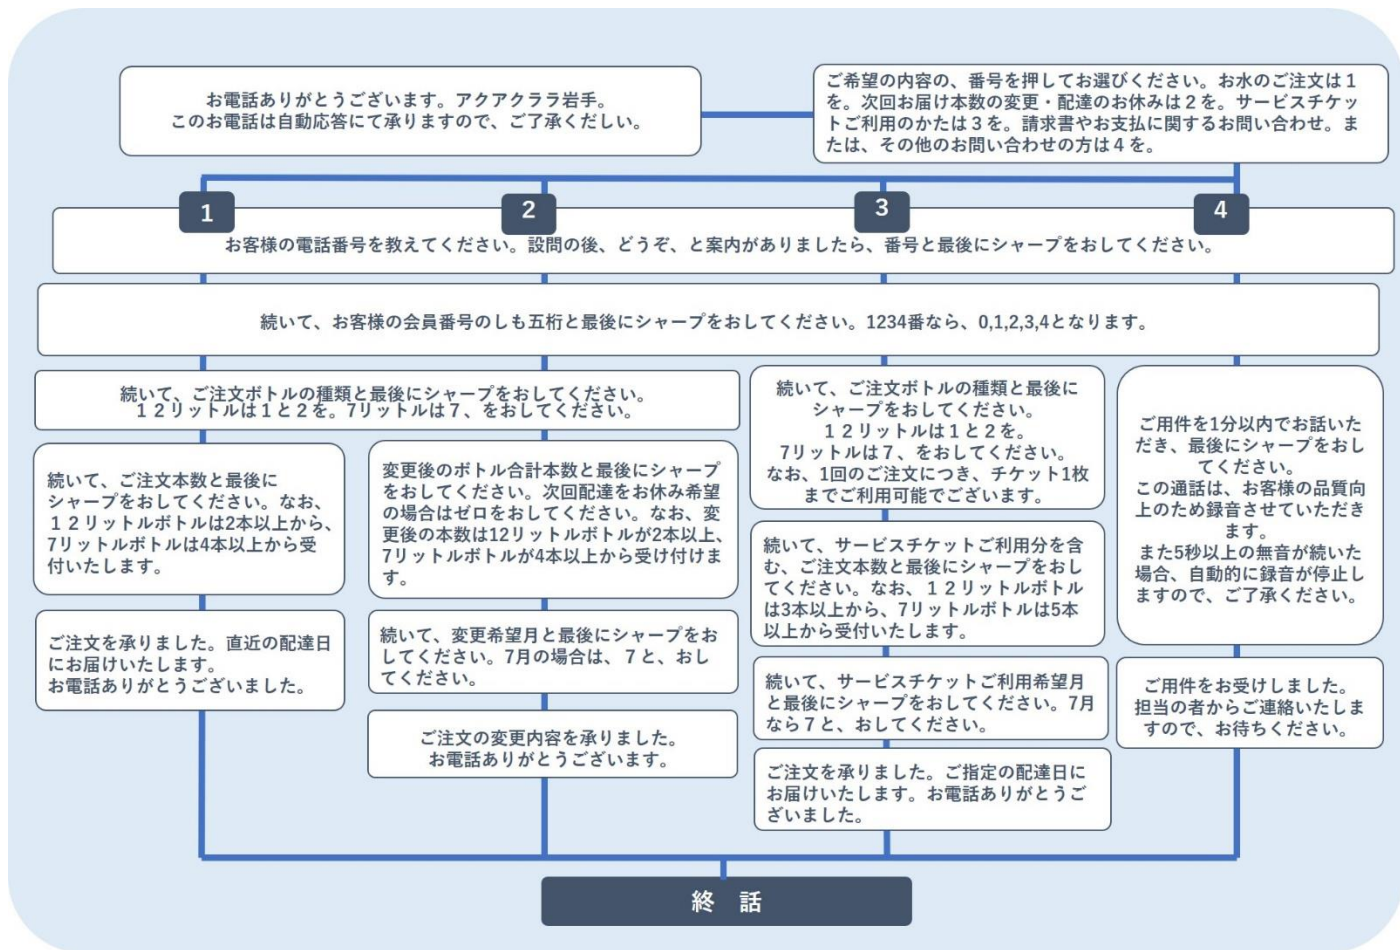 お電話ありがとうございます。アクアクララ岩手。
このお電話は自動応答にて承りますので、ご了承くだしい。
ご希望の内容の、番号を押してお選びください。お水のご注文は１
を。次回お届け本数の変更・配達のお休みは２を。サービスチケッ
トご利用のかたは３を。請求書やお支払に関するお問い合わせ。ま
たは、その他のお問い合わせの方は４を。
1
2
3
4
お客様の電話番号を教えてください。設問の後、どうぞ、と案内がありましたら、番号と最後にシャープをおしてください。
続いて、お客様の会員番号のしも五桁と最後にシャープをおしてください。1234番なら、0,1,2,3,4となります。
続いて、ご注文ボトルの種類と最後にシャープをおしてください。
１２リットルは１と２を。7リットルは７、をおしてください。
続いて、ご注文本数と最後に
シャープをおしてください。なお、
１２リットルボトルは2本以上から、
7リットルボトルは4本以上から受
付いたします。
ご注文を承りました。直近の配達日
にお届けいたします。
お電話ありがとうございました。
変更後のボトル合計本数と最後にシャープ
をおしてください。次回配達をお休み希望
の場合はゼロをおしてください。なお、変
更後の本数は12リットルボトルが2本以上、
7リットルボトルが4本以上から受け付けま
す。
続いて、変更希望月と最後にシャープをお
してください。7月の場合は、７と、おし
てください。
ご注文の変更内容を承りました。
お電話ありがとうございます。
続いて、ご注文ボトルの種類と最後に
シャープをおしてください。
１２リットルは１と２を。
7リットルは７、をおしてください。
なお、1回のご注文につき、チケット1枚
までご利用可能でございます。
続いて、サービスチケットご利用分を含
む、ご注文本数と最後にシャープをおし
てください。なお、１２リットルボトル
は3本以上から、7リットルボトルは5本
以上から受付いたします。
続いて、サービスチケットご利用希望月
と最後にシャープをおしてください。7月
なら７と、おしてください。
ご注文を承りました。ご指定の配達日に
お届けいたします。お電話ありがとうご
ざいました。
ご用件を1分以内でお話いた
だき、最後にシャープをおし
てください。
この通話は、お客様の品質向
上のため録音させていただき
ます。
また5秒以上の無音が続いた
場合、自動的に録音が停止し
ますので、ご了承ください。
ご用件をお受けしました。
担当の者からご連絡いたしま
すので、お待ちください。
終　話